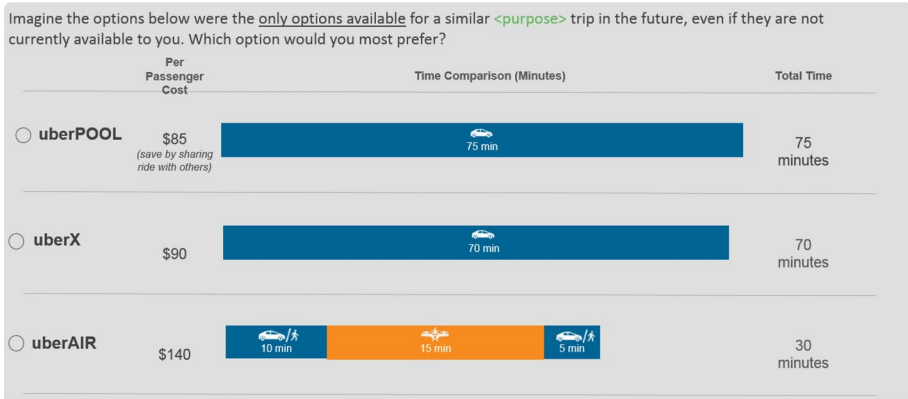 Imagine the options below were the only options available for a similar <purpose> trip in the future, even if they are not
currently available to you. Which option would you most prefer?
Per
Passenger
Cost
Time Comparison (Minutes)
Total Time
uberPOOL
$85
(save by sharing
ride with others)
75 min
75
minutes
uberX
$90
70 min
70
minutes
uberAIR
$140
10 min
15 min
5 min
30
minutes